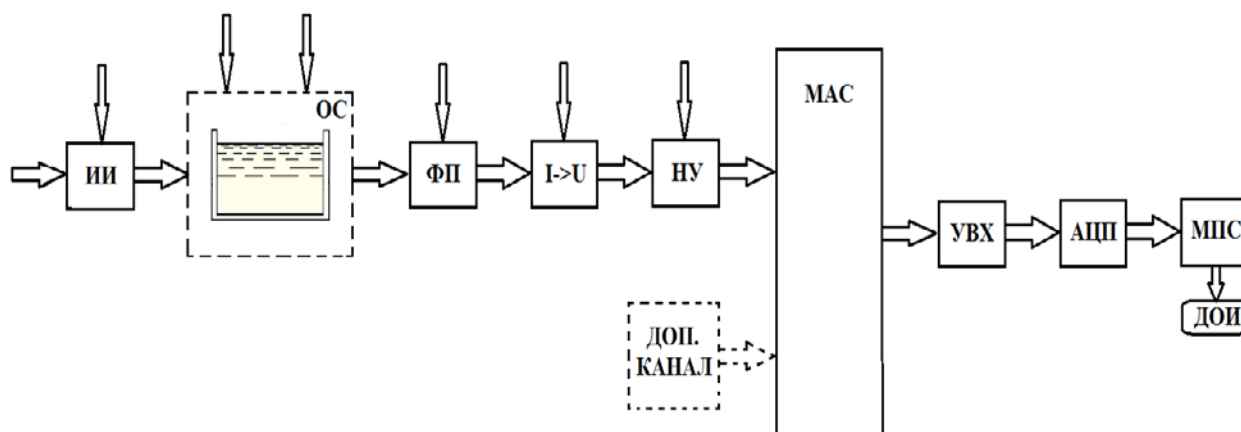 ОС
МАС
ИИ
ФП
I->U
НУ
УВХ
АЦП
МПС
ДОИ
ДОП.
КАНАЛ